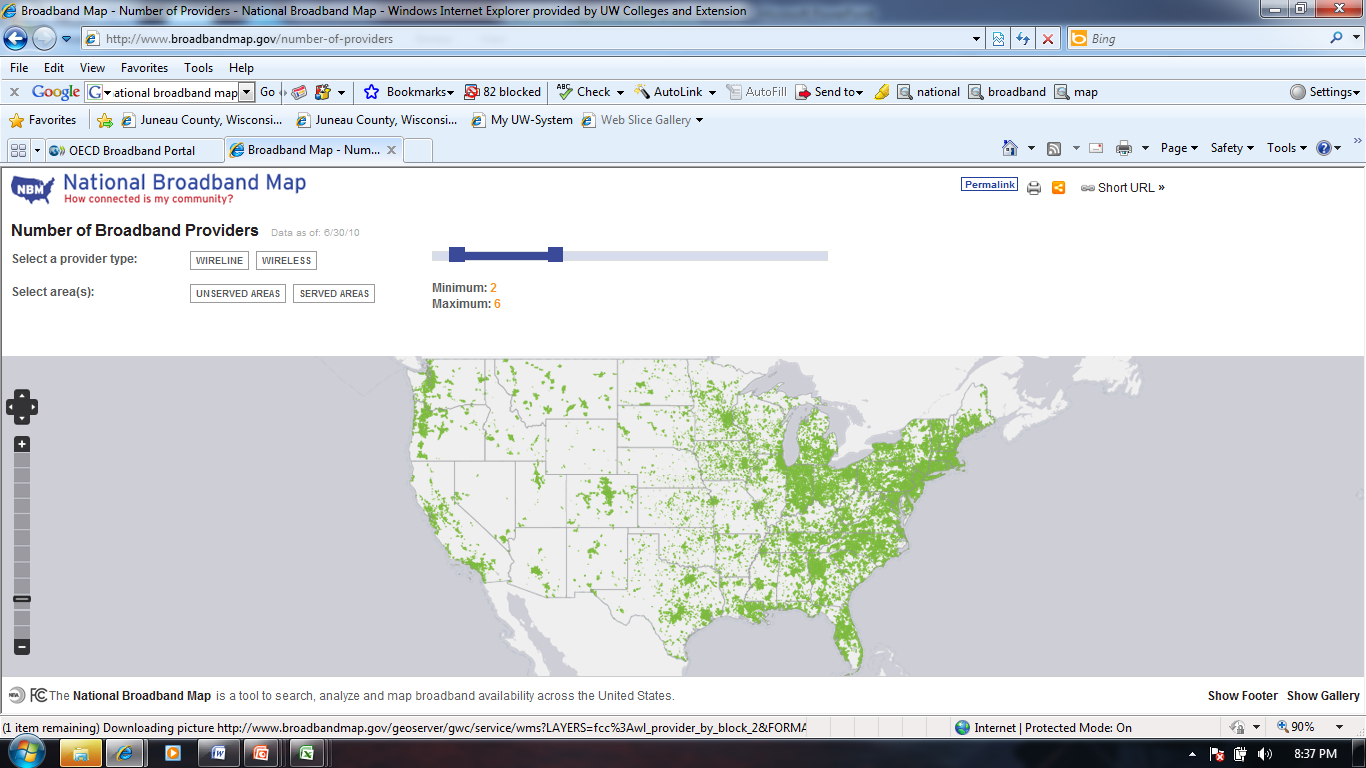 Broadband Map - Number of Providers - National Broadband Map - Windows Internet Explorer provided by UW Colleges and Extension
http://www.broadbandmap.gov/number-of-providers
Bing
File Edit View Favorites Tools Help
x Google ational broadband map Go Bookmarks 82 blocked Check AutoLink AutoFill Send to national broadband map Settings
Favorites Juneau County, Wisconsi... Juneau County, Wisconsi... My UW-System Web Slice Gallery
OECD Broadband Portal Broadband Map - Num... x Page Safety Tools
NBM National Broadband Map Permalink Short URL »
How connected is my community?
Number of Broadband Providers Data as of: 6/30/10
Select a provider type: WIRELINE WIRELESS
Select area(s): UNSERVED AREAS SERVED AREAS
Minimum: 2
Maximum: 6
FC The National Broadband Map is a tool to search, analyze and map broadband availability across the United States. Show Footer Show Gallery
(1 item remaining) Downloading picture http://www.broadbandmap.gov/geoserver/gwc/service/wms?LAYERS=fcc%3Awl_provider_by_block_2&FORMA Internet | Protected Mode: On 90%
8:37 PM